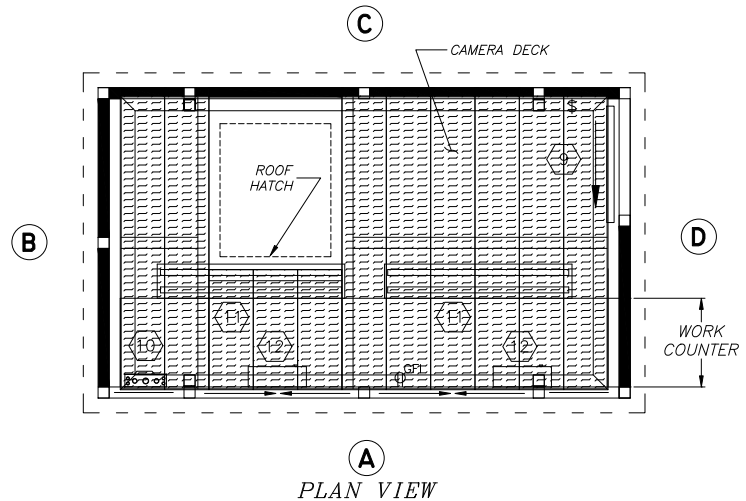 C
CAMERA DECK
$
9
ROOF
HATCH
B
D
11
11
WORK
COUNTER
10
12
12
GFI
A
PLAN VIEW